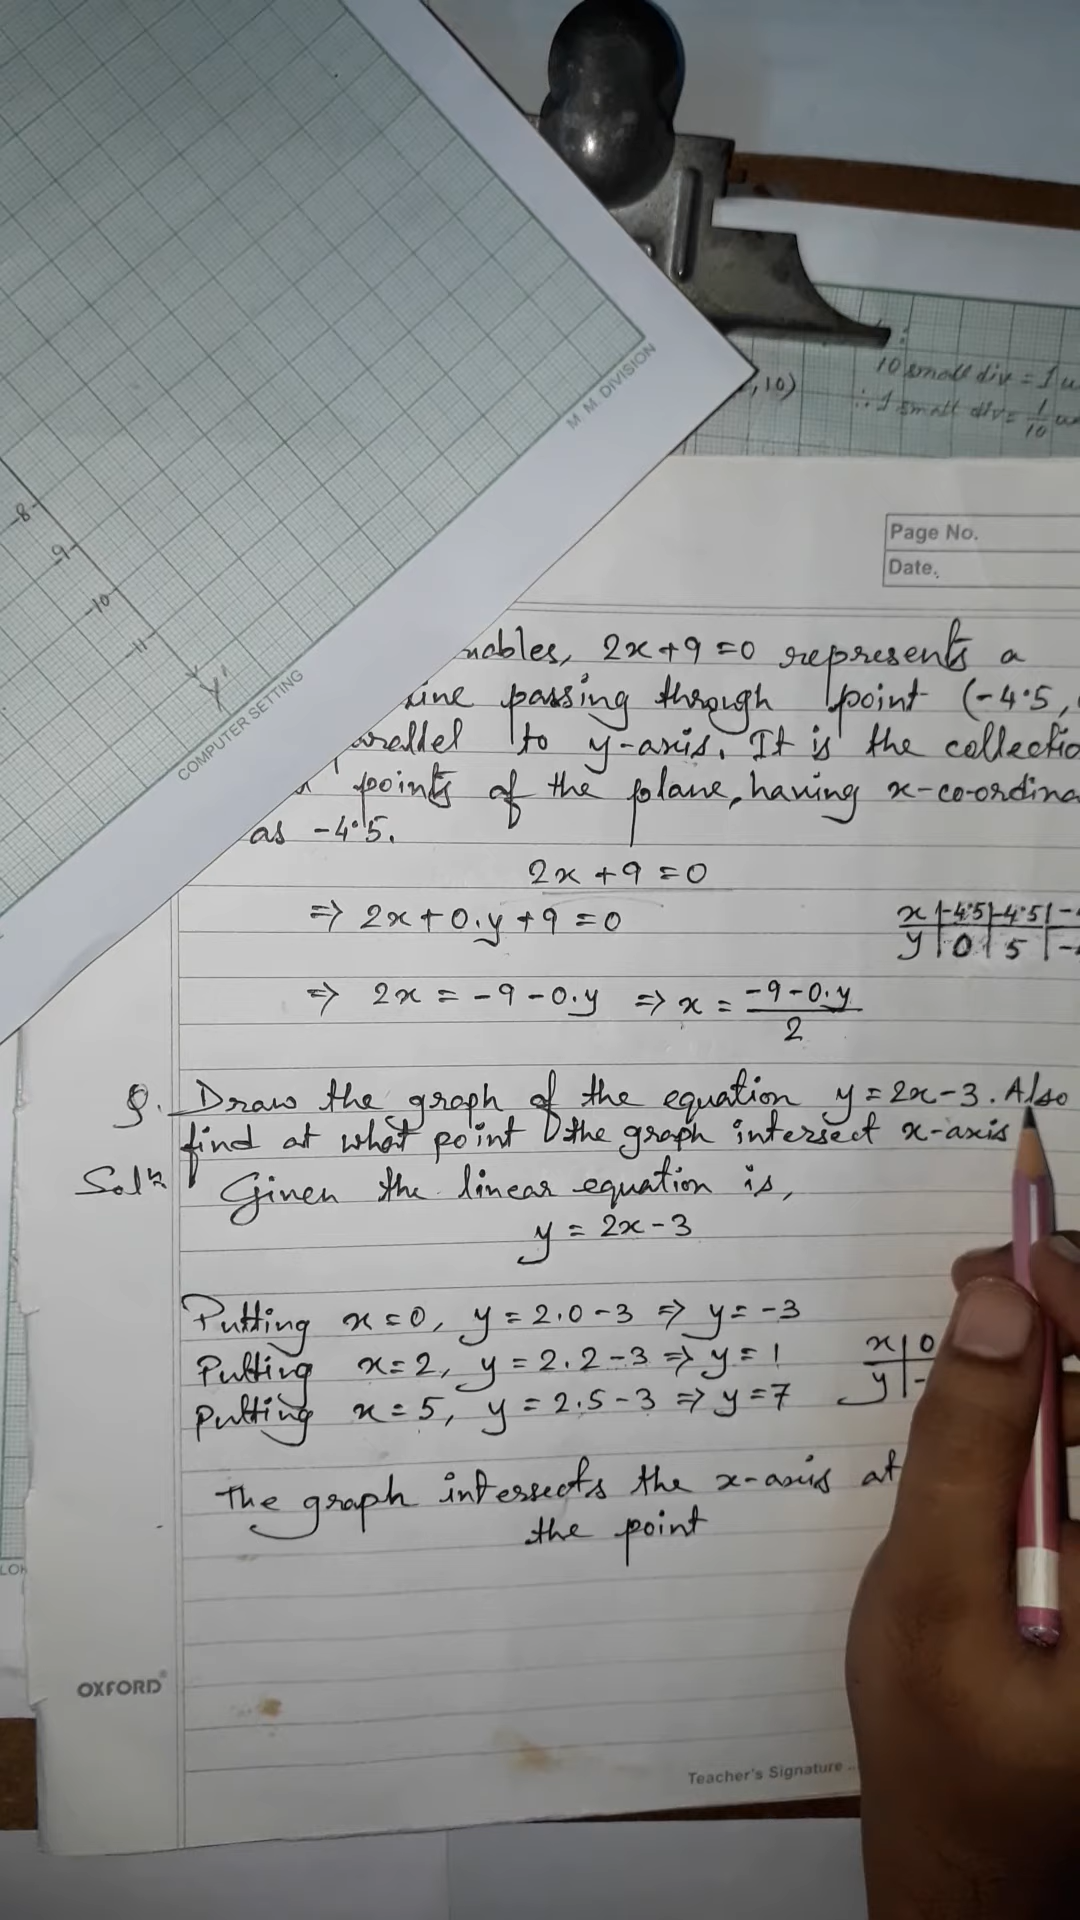 M. M. DIVISION
,10)
10 small div = 1 u
∴ 1 small div = 1/10 un
-8
-9
-10
-11
Y'
COMPUTER SETTING
Page No.
Date.
ables, 2x+9=0 represents a
line passing through point (-4.5,
parallel to y-axis. It is the collectio
points of the plane, having x-co-ordina
as -4.5.
2x+9=0
⇒ 2x+0.y+9=0
x | -4.5 | -4.5 | -4
y | 0 | 5 | -
⇒ 2x = -9-0.y ⇒ x = (-9-0.y)/2
Q. Draw the graph of the equation y=2x-3. Also
find at what point the graph intersect x-axis
Solⁿ Given the linear equation is,
y = 2x-3
Putting x=0, y=2.0-3 ⇒ y=-3
Putting x=2, y=2.2-3 ⇒ y=1
putting x=5, y=2.5-3 ⇒ y=7
x | 0
y | -
The graph intersects the x-axis at
the point
OXFORD®
Teacher's Signature ..